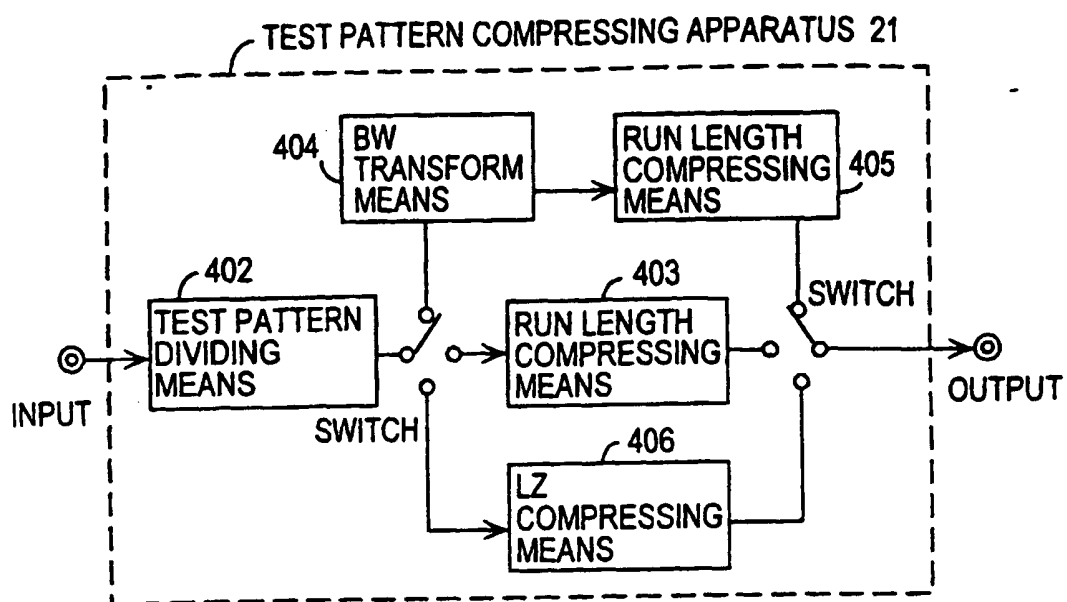 TEST PATTERN COMPRESSING APPARATUS 21
404
BW
TRANSFORM
MEANS
RUN LENGTH
COMPRESSING
MEANS
405
402
TEST PATTERN
DIVIDING
MEANS
403
RUN LENGTH
COMPRESSING
MEANS
SWITCH
INPUT
OUTPUT
SWITCH
406
LZ
COMPRESSING
MEANS